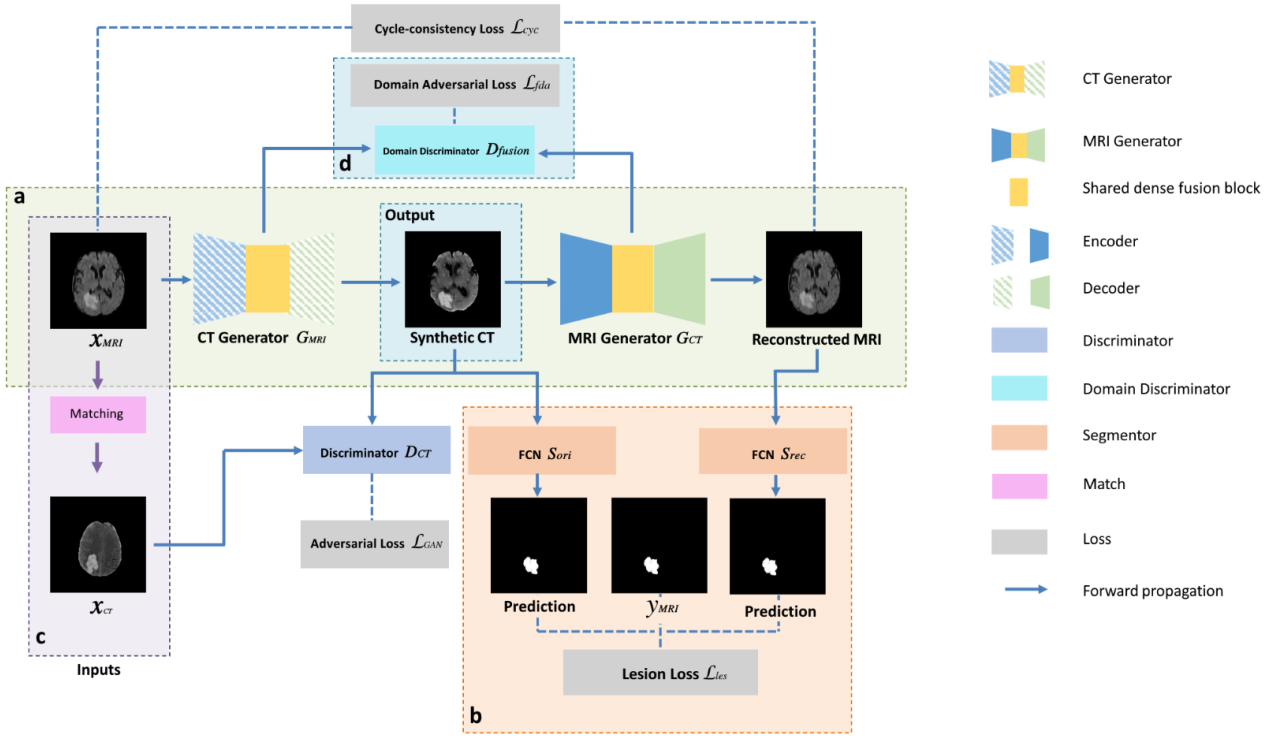 Cycle-consistency Loss ℒcyc
Domain Adversarial Loss ℒfda
Domain Discriminator Dfusion
d
a
Output
xMRI
CT Generator GMRI
Synthetic CT
MRI Generator GCT
Reconstructed MRI
Matching
Discriminator DCT
FCN Sori
FCN Srec
Adversarial Loss ℒGAN
xCT
Prediction
yMRI
Prediction
c
Inputs
Lesion Loss ℒles
b
CT Generator
MRI Generator
Shared dense fusion block
Encoder
Decoder
Discriminator
Domain Discriminator
Segmentor
Match
Loss
Forward propagation